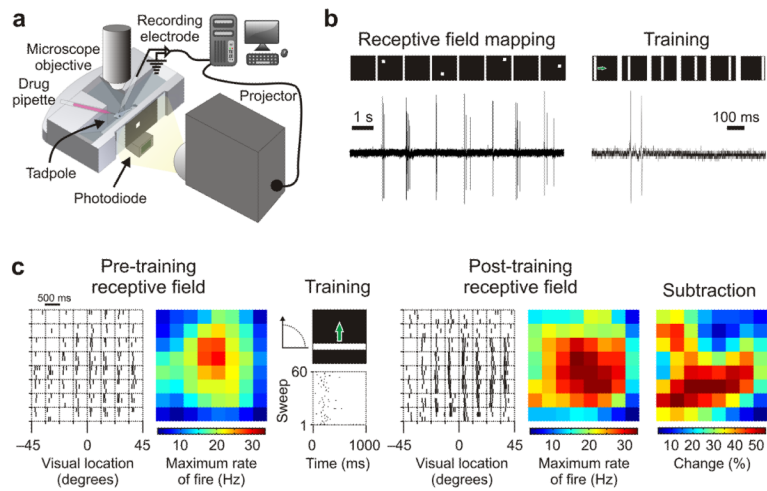 a
Recording
electrode
Microscope
objective
Drug
pipette
Projector
Tadpole
Photodiode
b
Receptive field mapping
Training
1 s
100 ms
c
Pre-training
receptive field
Training
Post-training
receptive field
Subtraction
500 ms
60
Sweep
1
−45 0 45
Visual location
(degrees)
10 20 30
Maximum rate
of fire (Hz)
0 1000
Time (ms)
−45 0 45
Visual location
(degrees)
10 20 30
Maximum rate
of fire (Hz)
10 20 30 40 50
Change (%)